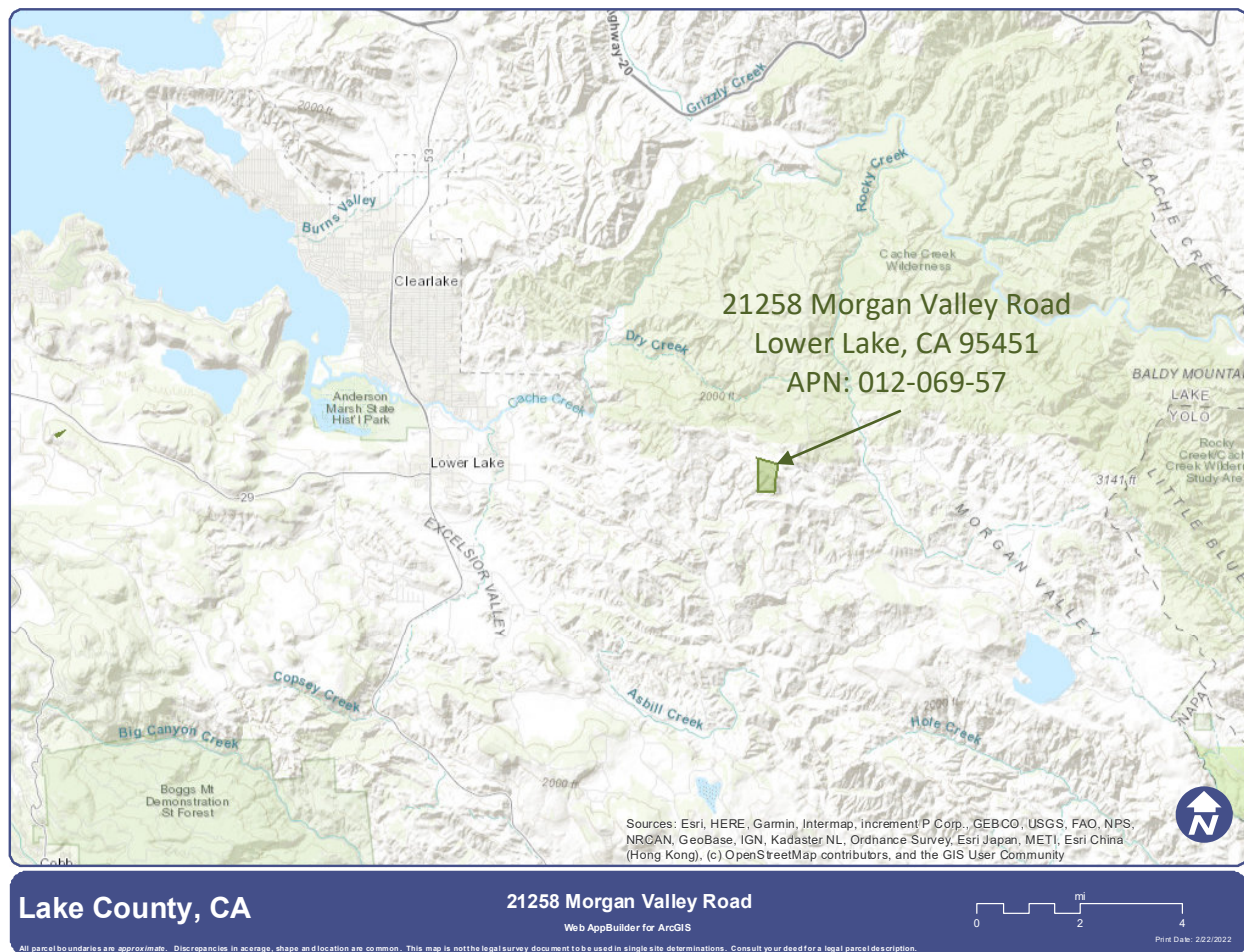 ghway-20
Grizzly Creek
2000 ft
53
Burns Valley
Rocky Creek
CACHE CREEK
Cache Creek
Wilderness
Clearlake
21258 Morgan Valley Road
Lower Lake, CA 95451
APN: 012-069-57
Dry Creek
2000 ft
BALDY MOUNTAI
LAKE
YOLO
Anderson
Marsh State
Hist'l Park
Cache Creek
Rocky
Creek/Cach
Creek Wildern
Study Are
Lower Lake
29
3141 ft
LITTLE BLUE
EXCELSIOR VALLEY
MORGAN VALLEY
Copsey Creek
Asbill Creek
2000 ft
Hole Creek
NAPA
Big Canyon Creek
2000 ft
Boggs Mt
Demonstration
St Forest
Cobb
N
Sources: Esri, HERE, Garmin, Intermap, increment P Corp., GEBCO, USGS, FAO, NPS,
NRCAN, GeoBase, IGN, Kadaster NL, Ordnance Survey, Esri Japan, METI, Esri China
(Hong Kong), (c) OpenStreetMap contributors, and the GIS User Community
Lake County, CA
21258 Morgan Valley Road
Web AppBuilder for ArcGIS
mi
0 2 4
All parcel boundaries are approximate. Discrepancies in acerage, shape and location are common. This map is not the legal survey document to be used in single site determinations. Consult your deed for a legal parcel description.
Print Date: 2/22/2022